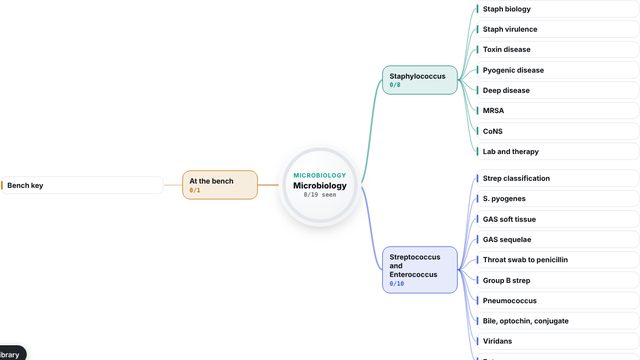 Staph biology
Staph virulence
Toxin disease
Pyogenic disease
Deep disease
MRSA
CoNS
Lab and therapy
Staphylococcus
0/8
MICROBIOLOGY
Microbiology
0/19 seen
At the bench
0/1
Bench key
Streptococcus
and
Enterococcus
0/10
Strep classification
S. pyogenes
GAS soft tissue
GAS sequelae
Throat swab to penicillin
Group B strep
Pneumococcus
Bile, optochin, conjugate
Viridans
ibrary